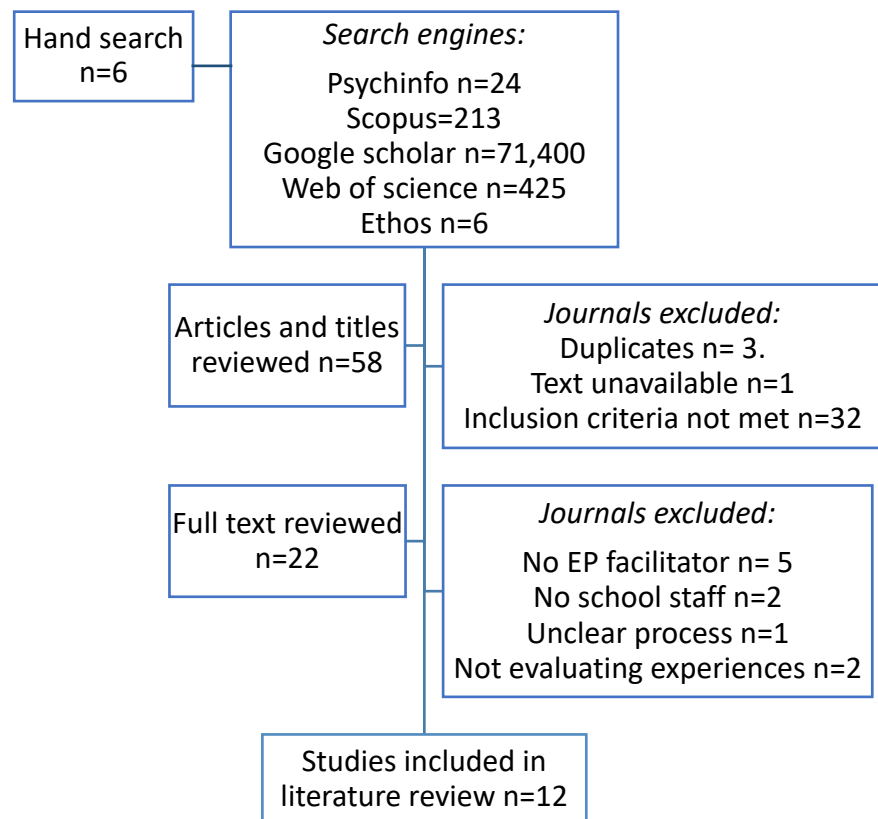 Hand search
n=6
Search engines:
Psychinfo n=24
Scopus=213
Google scholar n=71,400
Web of science n=425
Ethos n=6
Articles and titles
reviewed n=58
Journals excluded:
Duplicates n= 3.
Text unavailable n=1
Inclusion criteria not met n=32
Full text reviewed
n=22
Journals excluded:
No EP facilitator n= 5
No school staff n=2
Unclear process n=1
Not evaluating experiences n=2
Studies included in
literature review n=12